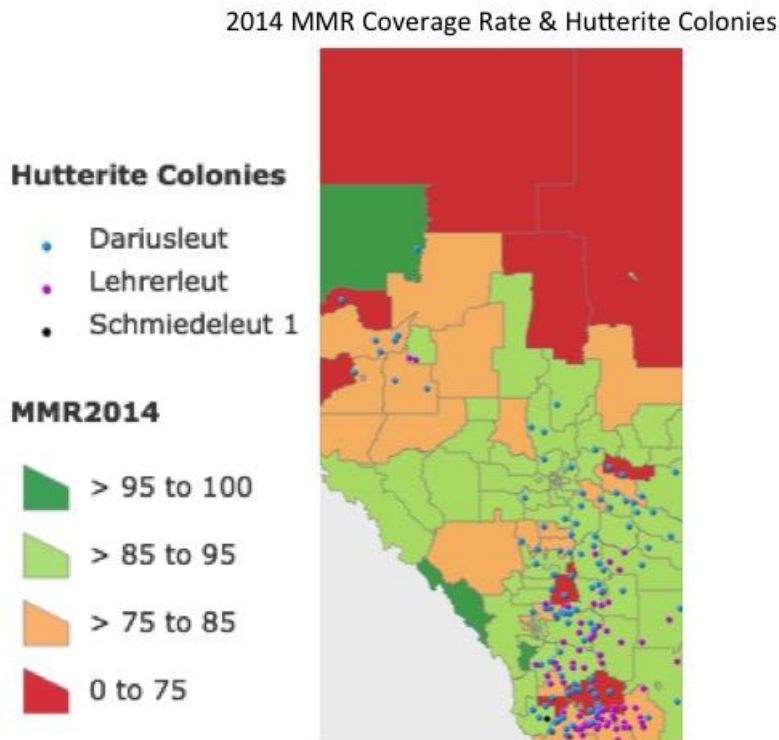 2014 MMR Coverage Rate & Hutterite Colonies
Hutterite Colonies
Dariusleut
Lehrerleut
Schmiedeleut 1
MMR2014
> 95 to 100
> 85 to 95
> 75 to 85
0 to 75